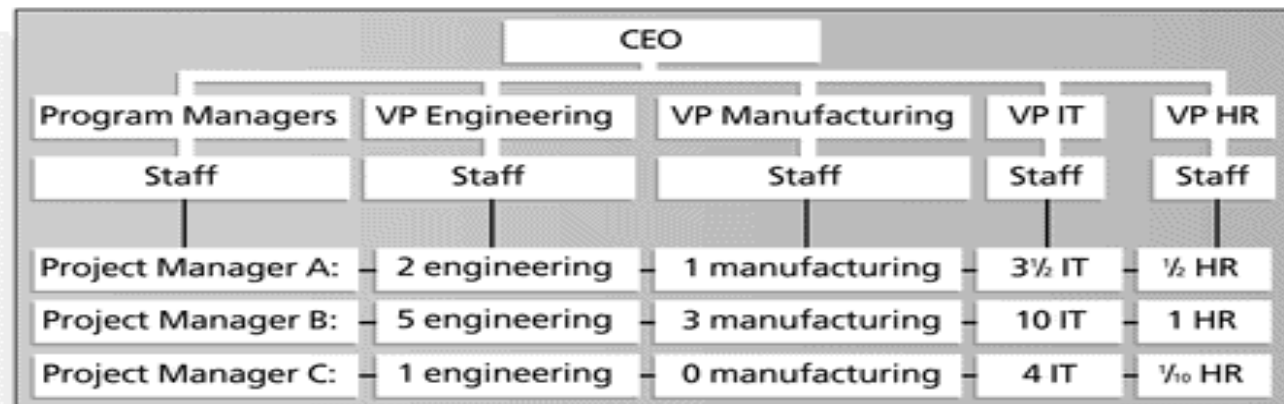 CEO
Program Managers VP Engineering VP Manufacturing VP IT VP HR
Staff Staff Staff Staff Staff
Project Manager A: 2 engineering 1 manufacturing 3½ IT ½ HR
Project Manager B: 5 engineering 3 manufacturing 10 IT 1 HR
Project Manager C: 1 engineering 0 manufacturing 4 IT 1/10 HR